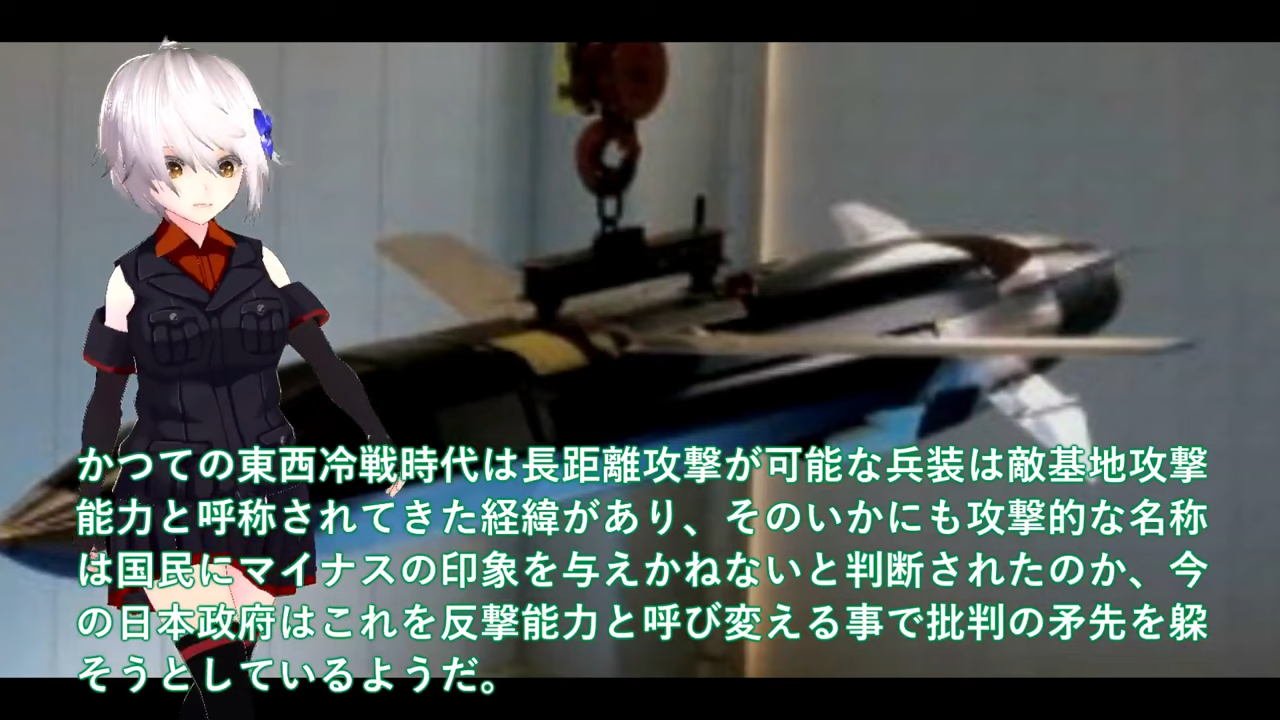 かつての東西冷戦時代は長距離攻撃が可能な兵装は敵基地攻撃
能力と呼称されてきた経緯があり、そのいかにも攻撃的な名称
は国民にマイナスの印象を与えかねないと判断されたのか、今
の日本政府はこれを反撃能力と呼び変える事で批判の矛先を躱
そうとしているようだ。